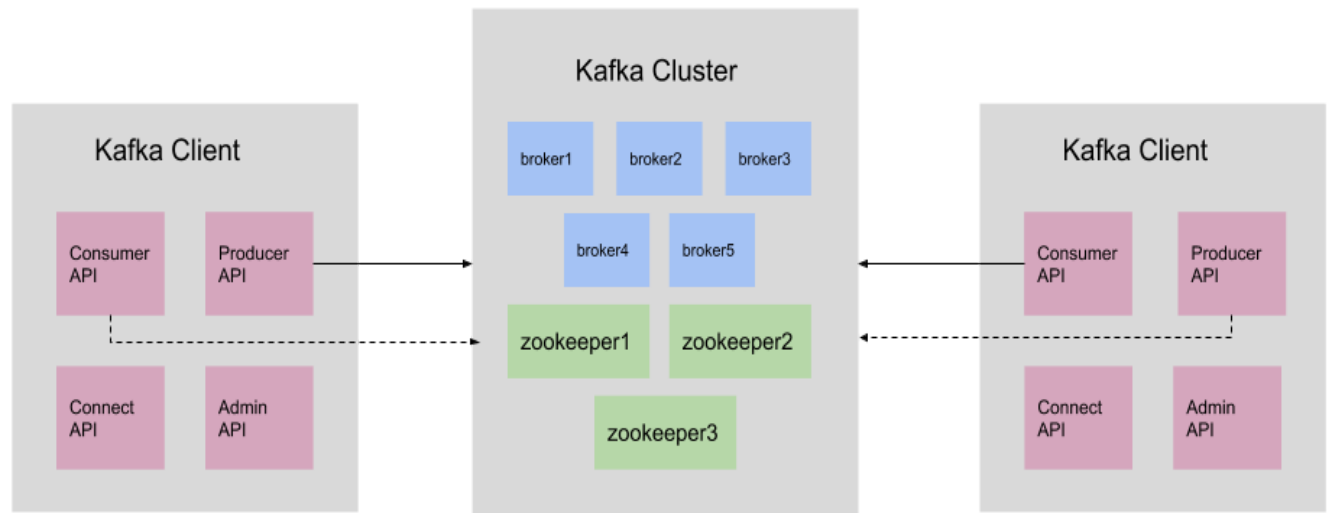 Kafka Client
Consumer
API
Producer
API
Connect
API
Admin
API
Kafka Cluster
broker1
broker2
broker3
broker4
broker5
zookeeper1
zookeeper2
zookeeper3
Kafka Client
Consumer
API
Producer
API
Connect
API
Admin
API